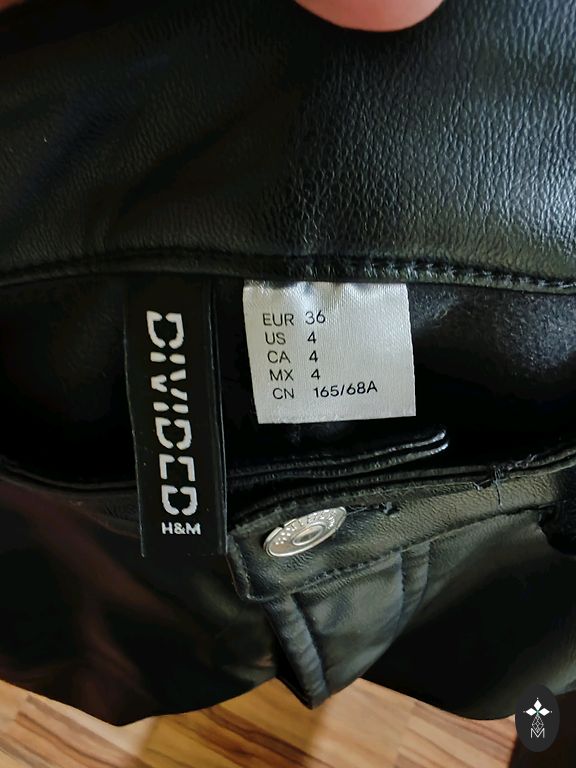 DIVIDED
H&M
EUR 36
US 4
CA 4
MX 4
CN 165/68A